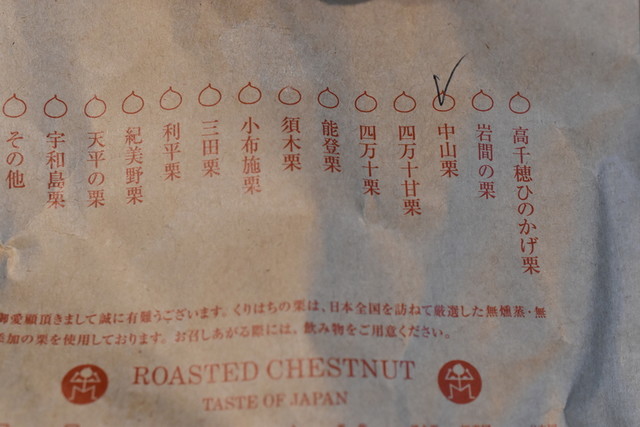 高千穂ひのかげ栗
岩間の栗
中山栗
四万十甘栗
四万十栗
能登栗
須木栗
小布施栗
三田栗
利平栗
紀美野栗
天平の栗
宇和島栗
その他
御愛顧頂きまして誠に有難うございます。くりはちの栗は、日本全国を訪ねて厳選した無燻蒸・無
添加の栗を使用しております。お召しあがる際には、飲み物をご用意ください。
ROASTED CHESTNUT
TASTE OF JAPAN